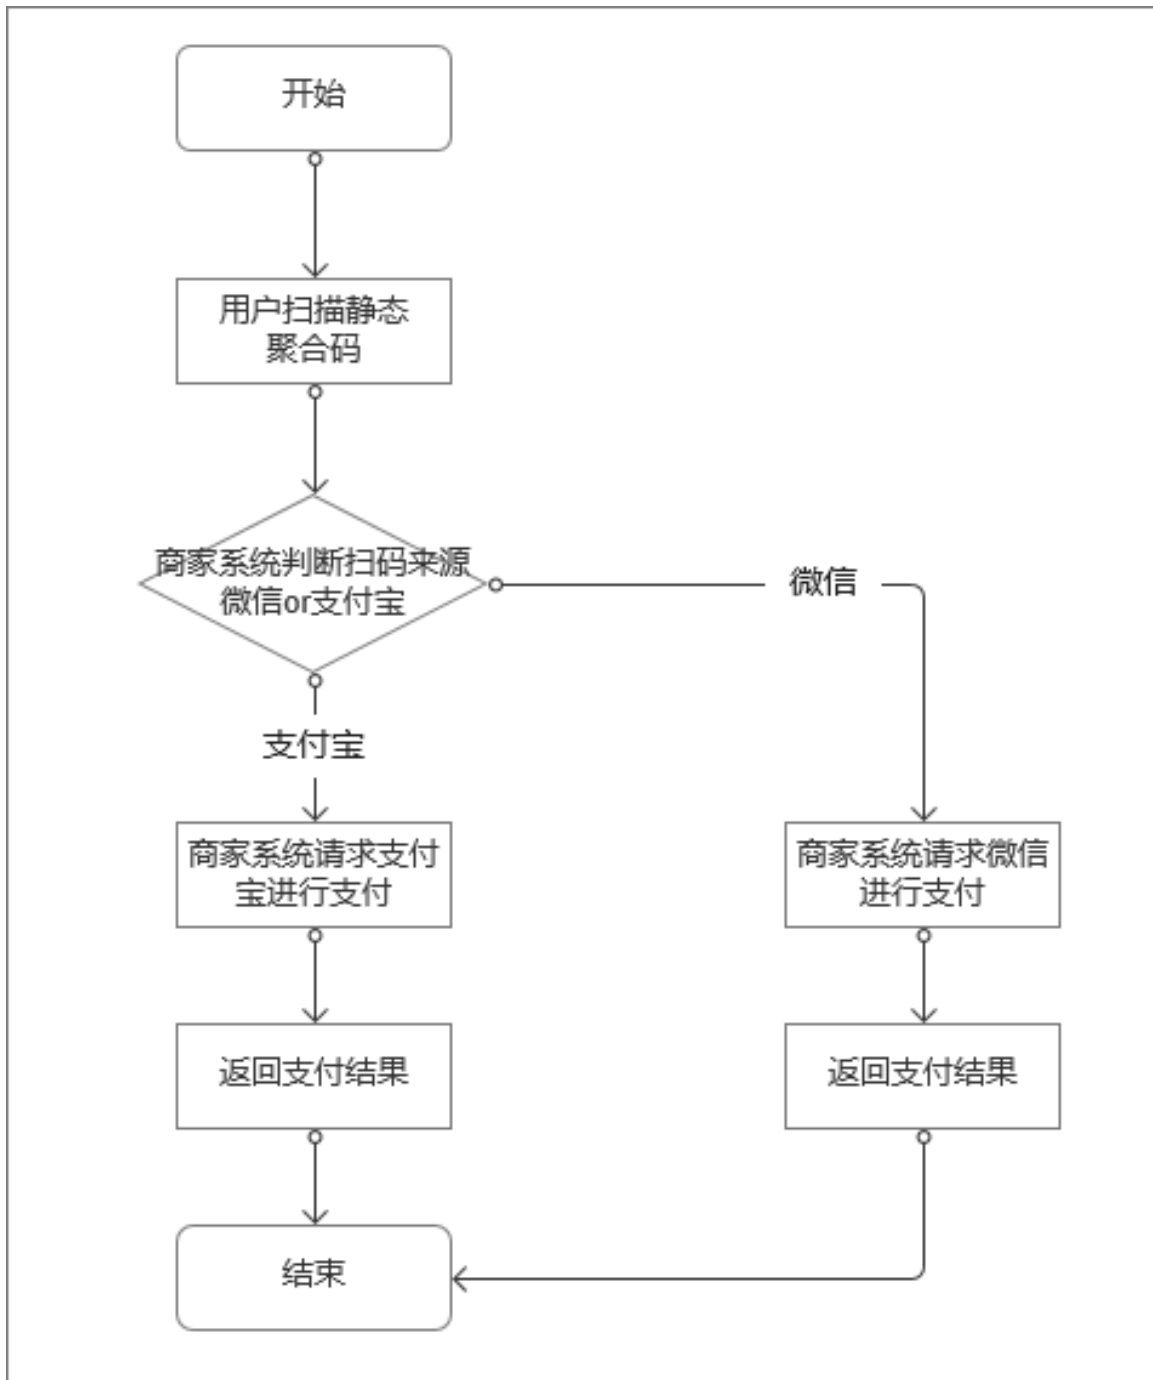 开始
用户扫描静态
聚合码
商家系统判断扫码来源
微信or支付宝
微信
支付宝
商家系统请求支付
宝进行支付
商家系统请求微信
进行支付
返回支付结果
返回支付结果
结束